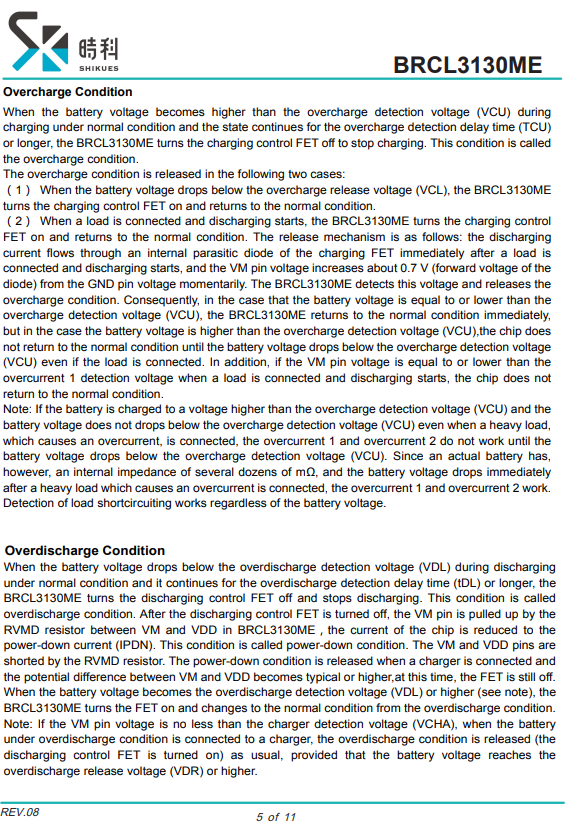 時科
SHIKUES
BRCL3130ME
Overcharge Condition
When the battery voltage becomes higher than the overcharge detection voltage (VCU) during
charging under normal condition and the state continues for the overcharge detection delay time (TCU)
or longer, the BRCL3130ME turns the charging control FET off to stop charging. This condition is called
the overcharge condition.
The overcharge condition is released in the following two cases:
（1） When the battery voltage drops below the overcharge release voltage (VCL), the BRCL3130ME
turns the charging control FET on and returns to the normal condition.
（2） When a load is connected and discharging starts, the BRCL3130ME turns the charging control
FET on and returns to the normal condition. The release mechanism is as follows: the discharging
current flows through an internal parasitic diode of the charging FET immediately after a load is
connected and discharging starts, and the VM pin voltage increases about 0.7 V (forward voltage of the
diode) from the GND pin voltage momentarily. The BRCL3130ME detects this voltage and releases the
overcharge condition. Consequently, in the case that the battery voltage is equal to or lower than the
overcharge detection voltage (VCU), the BRCL3130ME returns to the normal condition immediately,
but in the case the battery voltage is higher than the overcharge detection voltage (VCU),the chip does
not return to the normal condition until the battery voltage drops below the overcharge detection voltage
(VCU) even if the load is connected. In addition, if the VM pin voltage is equal to or lower than the
overcurrent 1 detection voltage when a load is connected and discharging starts, the chip does not
return to the normal condition.
Note: If the battery is charged to a voltage higher than the overcharge detection voltage (VCU) and the
battery voltage does not drops below the overcharge detection voltage (VCU) even when a heavy load,
which causes an overcurrent, is connected, the overcurrent 1 and overcurrent 2 do not work until the
battery voltage drops below the overcharge detection voltage (VCU). Since an actual battery has,
however, an internal impedance of several dozens of mΩ, and the battery voltage drops immediately
after a heavy load which causes an overcurrent is connected, the overcurrent 1 and overcurrent 2 work.
Detection of load shortcircuiting works regardless of the battery voltage.
Overdischarge Condition
When the battery voltage drops below the overdischarge detection voltage (VDL) during discharging
under normal condition and it continues for the overdischarge detection delay time (tDL) or longer, the
BRCL3130ME turns the discharging control FET off and stops discharging. This condition is called
overdischarge condition. After the discharging control FET is turned off, the VM pin is pulled up by the
RVMD resistor between VM and VDD in BRCL3130ME , the current of the chip is reduced to the
power-down current (IPDN). This condition is called power-down condition. The VM and VDD pins are
shorted by the RVMD resistor. The power-down condition is released when a charger is connected and
the potential difference between VM and VDD becomes typical or higher,at this time, the FET is still off.
When the battery voltage becomes the overdischarge detection voltage (VDL) or higher (see note), the
BRCL3130ME turns the FET on and changes to the normal condition from the overdischarge condition.
Note: If the VM pin voltage is no less than the charger detection voltage (VCHA), when the battery
under overdischarge condition is connected to a charger, the overdischarge condition is released (the
discharging control FET is turned on) as usual, provided that the battery voltage reaches the
overdischarge release voltage (VDR) or higher.
REV.08
5 of 11